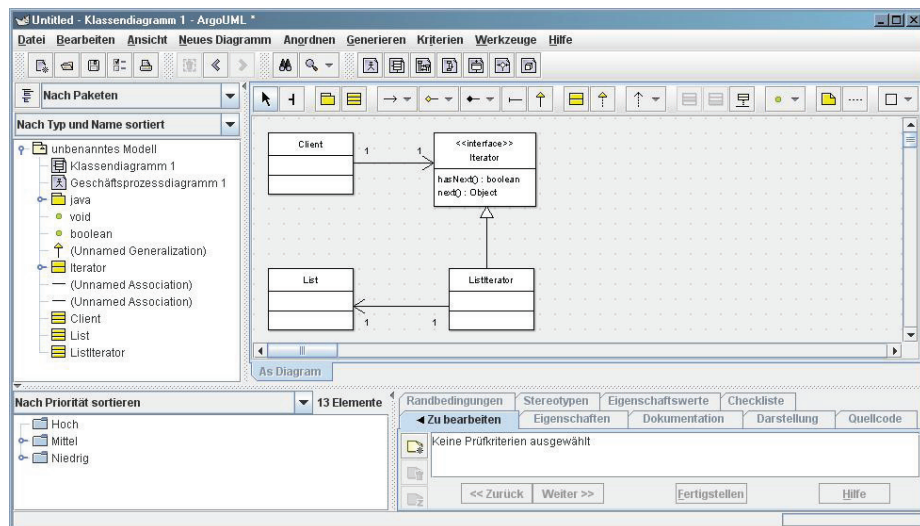 Untitled - Klassendiagramm 1 - ArgoUML *
Datei Bearbeiten Ansicht Neues Diagramm Anordnen Generieren Kriterien Werkzeuge Hilfe
Nach Paketen
Nach Typ und Name sortiert
unbenanntes Modell
Klassendiagramm 1
Geschäftsprozessdiagramm 1
java
void
boolean
(Unnamed Generalization)
Iterator
(Unnamed Association)
(Unnamed Association)
Client
List
ListIterator
Client
1 1
<<interface>>
Iterator
hasNext() : boolean
next() : Object
List
1 1
ListIterator
As Diagram
Nach Priorität sortieren
13 Elemente
Hoch
Mittel
Niedrig
Randbedingungen Stereotypen Eigenschaftswerte Checkliste
Zu bearbeiten Eigenschaften Dokumentation Darstellung Quellcode
Keine Prüfkriterien ausgewählt
<< Zurück Weiter >> Fertigstellen Hilfe